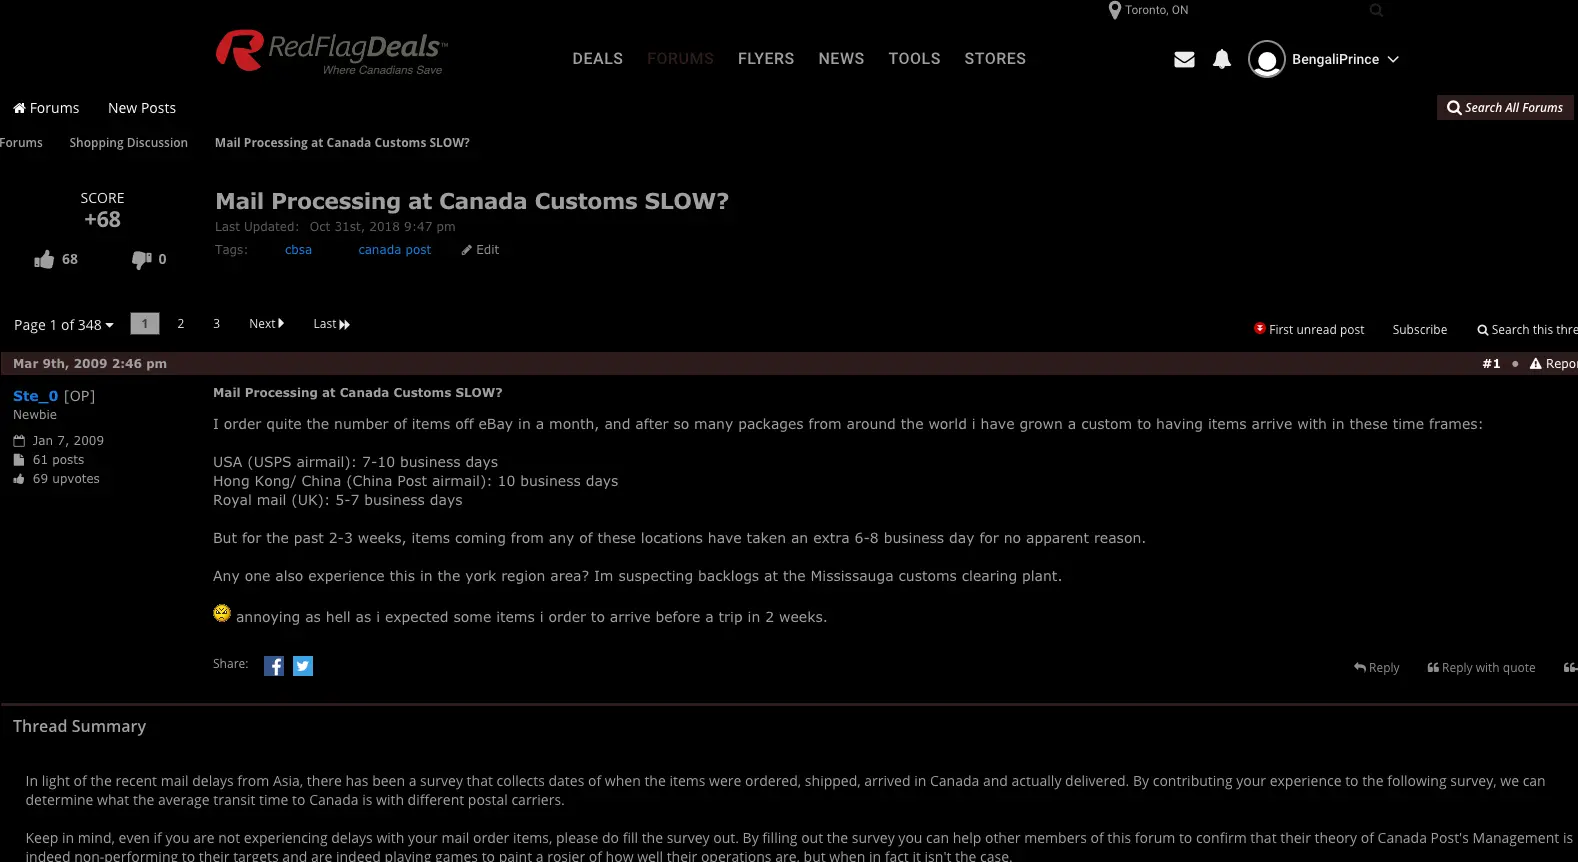 Toronto, ON
RedFlagDeals™
Where Canadians Save
DEALS FORUMS FLYERS NEWS TOOLS STORES
BengaliPrince
Forums New Posts
Search All Forums
Forums Shopping Discussion Mail Processing at Canada Customs SLOW?
SCORE
+68
68 0
Mail Processing at Canada Customs SLOW?
Last Updated: Oct 31st, 2018 9:47 pm
Tags: cbsa canada post Edit
Page 1 of 348 1 2 3 Next Last
First unread post Subscribe Search this thre
Mar 9th, 2009 2:46 pm
#1 • Repor
Ste_0 [OP]
Newbie
Jan 7, 2009
61 posts
69 upvotes
Mail Processing at Canada Customs SLOW?
I order quite the number of items off eBay in a month, and after so many packages from around the world i have grown a custom to having items arrive with in these time frames:
USA (USPS airmail): 7-10 business days
Hong Kong/ China (China Post airmail): 10 business days
Royal mail (UK): 5-7 business days
But for the past 2-3 weeks, items coming from any of these locations have taken an extra 6-8 business day for no apparent reason.
Any one also experience this in the york region area? Im suspecting backlogs at the Mississauga customs clearing plant.
annoying as hell as i expected some items i order to arrive before a trip in 2 weeks.
Share:
Reply Reply with quote
Thread Summary
In light of the recent mail delays from Asia, there has been a survey that collects dates of when the items were ordered, shipped, arrived in Canada and actually delivered. By contributing your experience to the following survey, we can
determine what the average transit time to Canada is with different postal carriers.
Keep in mind, even if you are not experiencing delays with your mail order items, please do fill the survey out. By filling out the survey you can help other members of this forum to confirm that their theory of Canada Post's Management is
indeed non-performing to their targets and are indeed playing games to paint a rosier of how well their operations are, but when in fact it isn't the case.